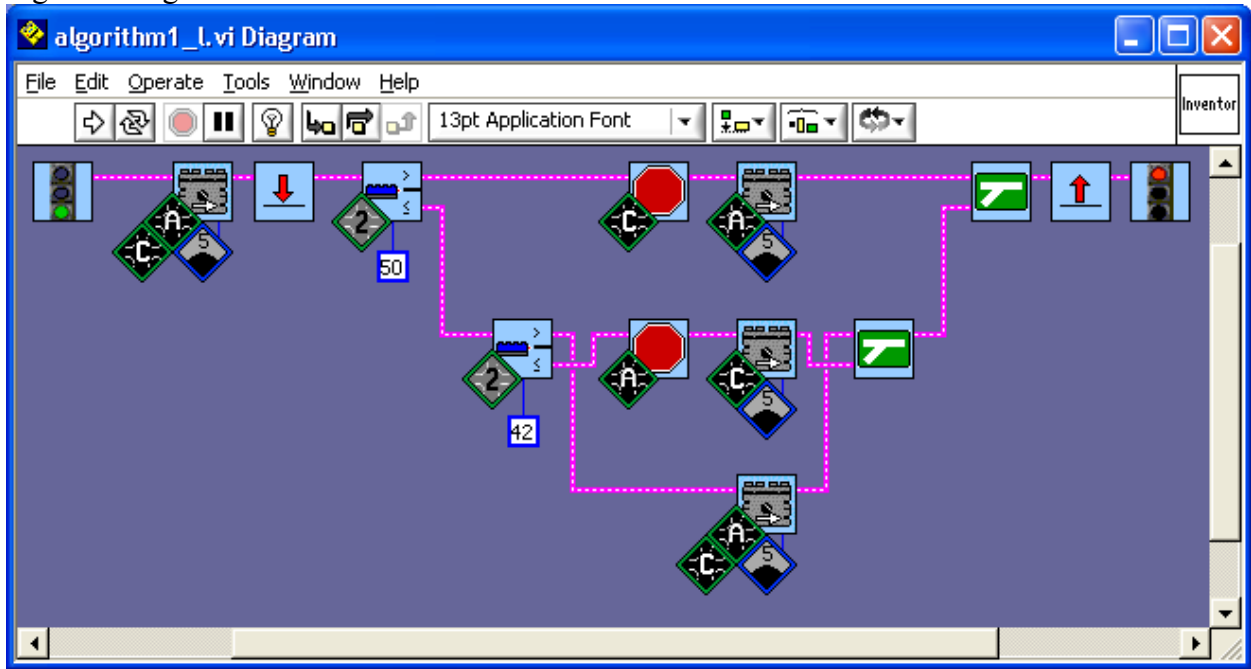 algorithm1_l.vi Diagram
File Edit Operate Tools Window Help
13pt Application Font
Inventor
> ≤
A C 5
2
50
C
A 5
> ≤
2
42
A
C 5
A C 5